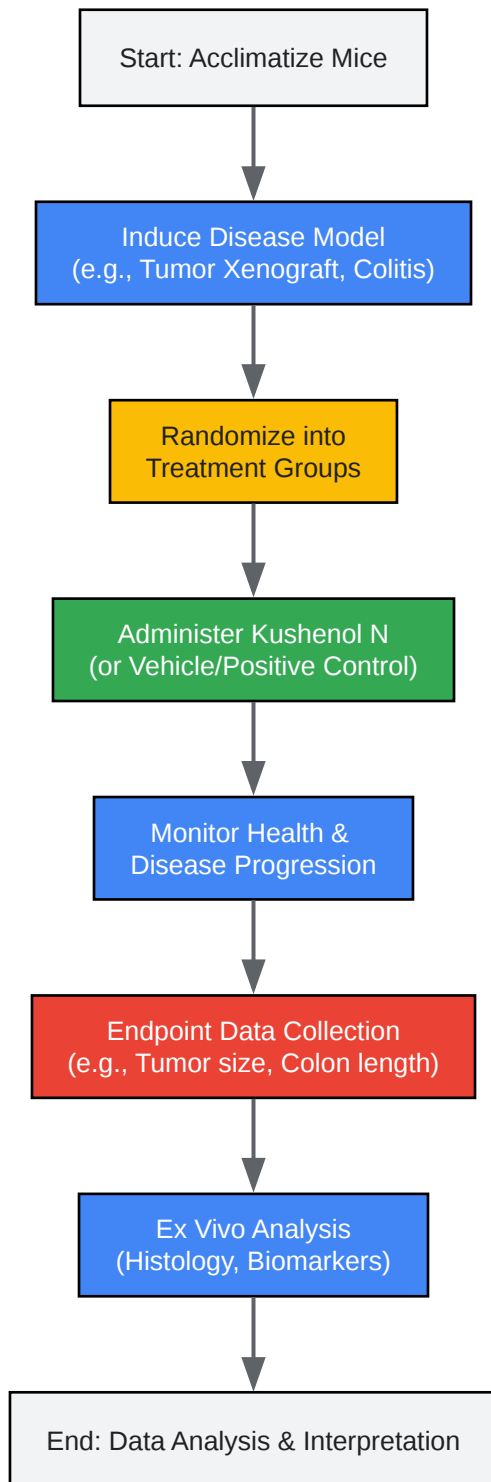 Start: Acclimatize Mice
Induce Disease Model
(e.g., Tumor Xenograft, Colitis)
Randomize into
Treatment Groups
Administer Kushenol N
(or Vehicle/Positive Control)
Monitor Health &
Disease Progression
Endpoint Data Collection
(e.g., Tumor size, Colon length)
Ex Vivo Analysis
(Histology, Biomarkers)
End: Data Analysis & Interpretation